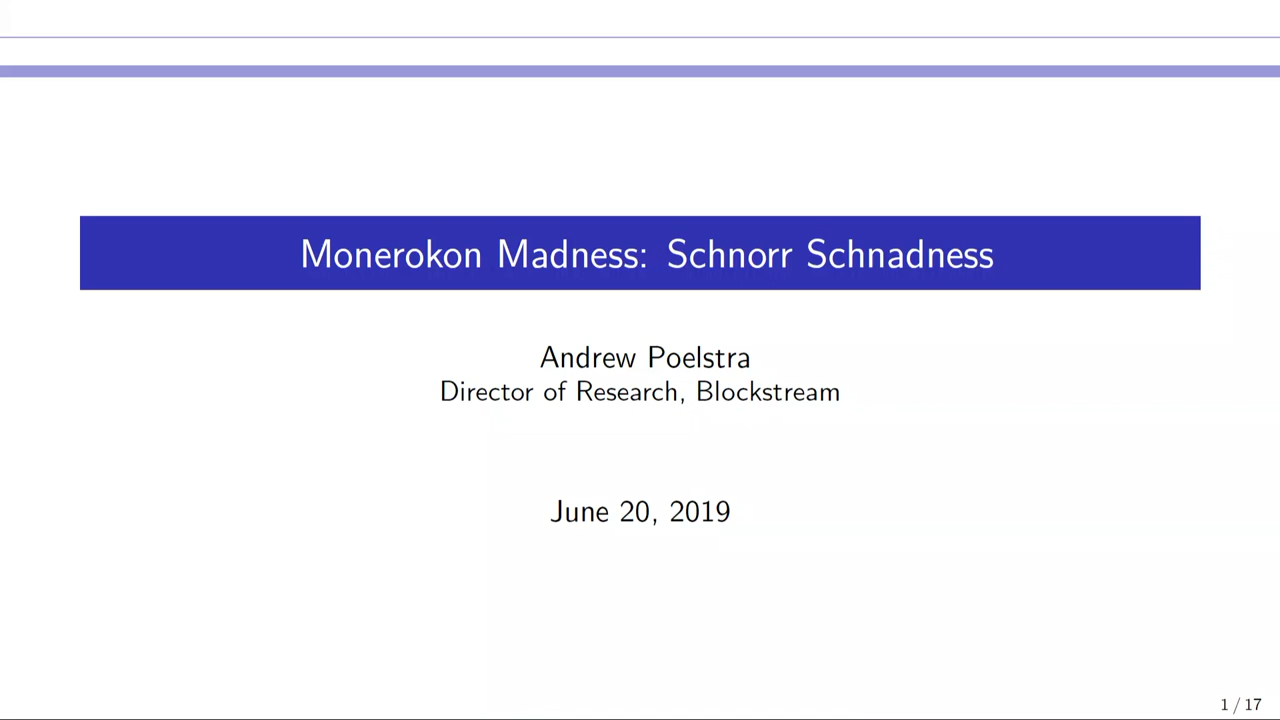 Monerokon Madness: Schnorr Schnadness
Andrew Poelstra
Director of Research, Blockstream
June 20, 2019
1 / 17